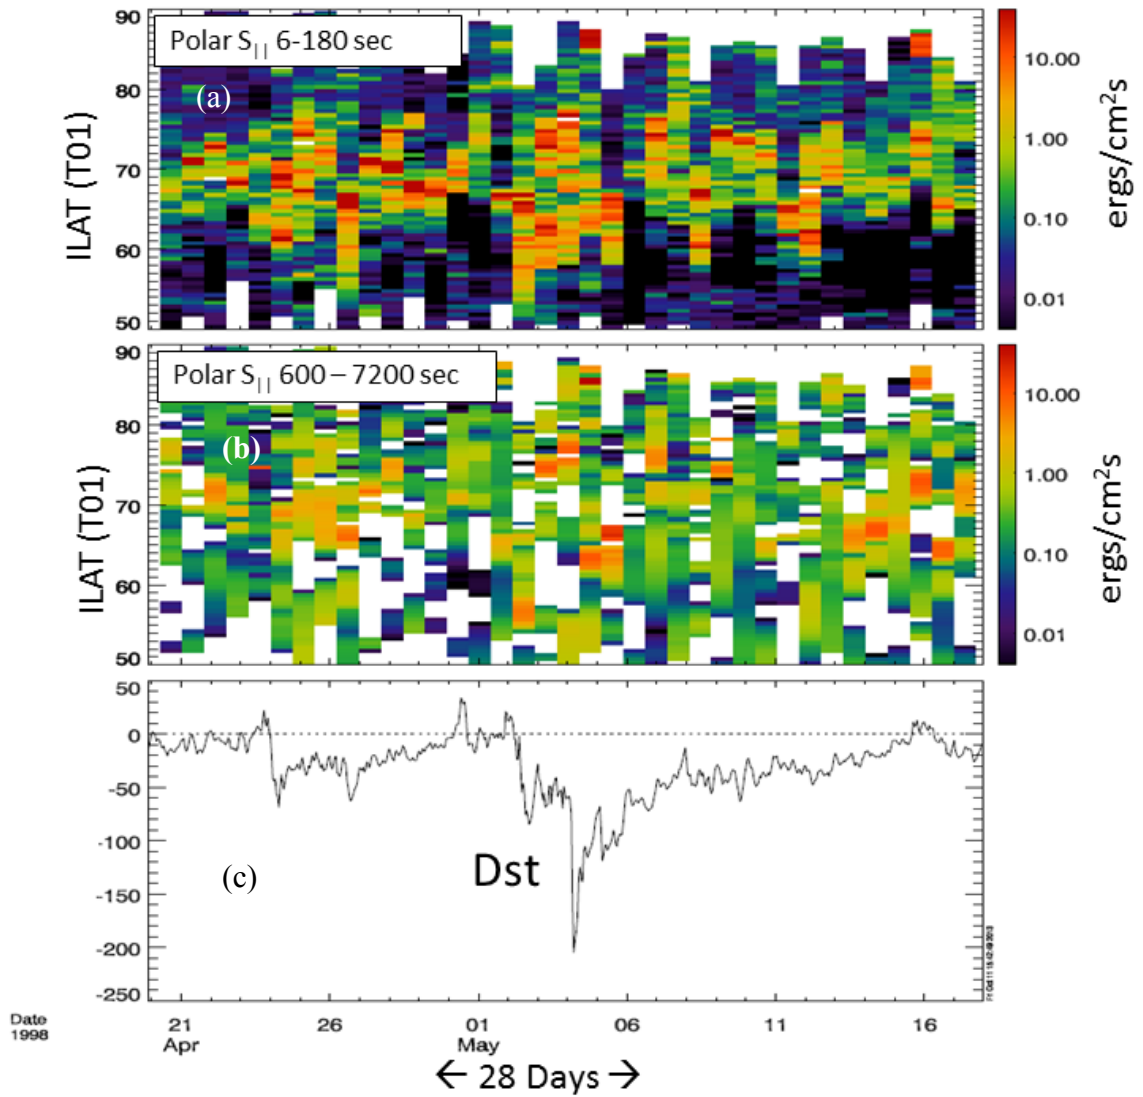 90
Polar S|| 6-180 sec
(a)
80
70
60
50
ILAT (T01)
10.00
1.00
0.10
0.01
ergs/cm²s
90
Polar S|| 600 – 7200 sec
(b)
80
70
60
50
ILAT (T01)
10.00
1.00
0.10
0.01
ergs/cm²s
50
0
-50
-100
-150
-200
-250
Dst
(c)
Date
1998
21
Apr
26
01
May
06
11
16
← 28 Days →